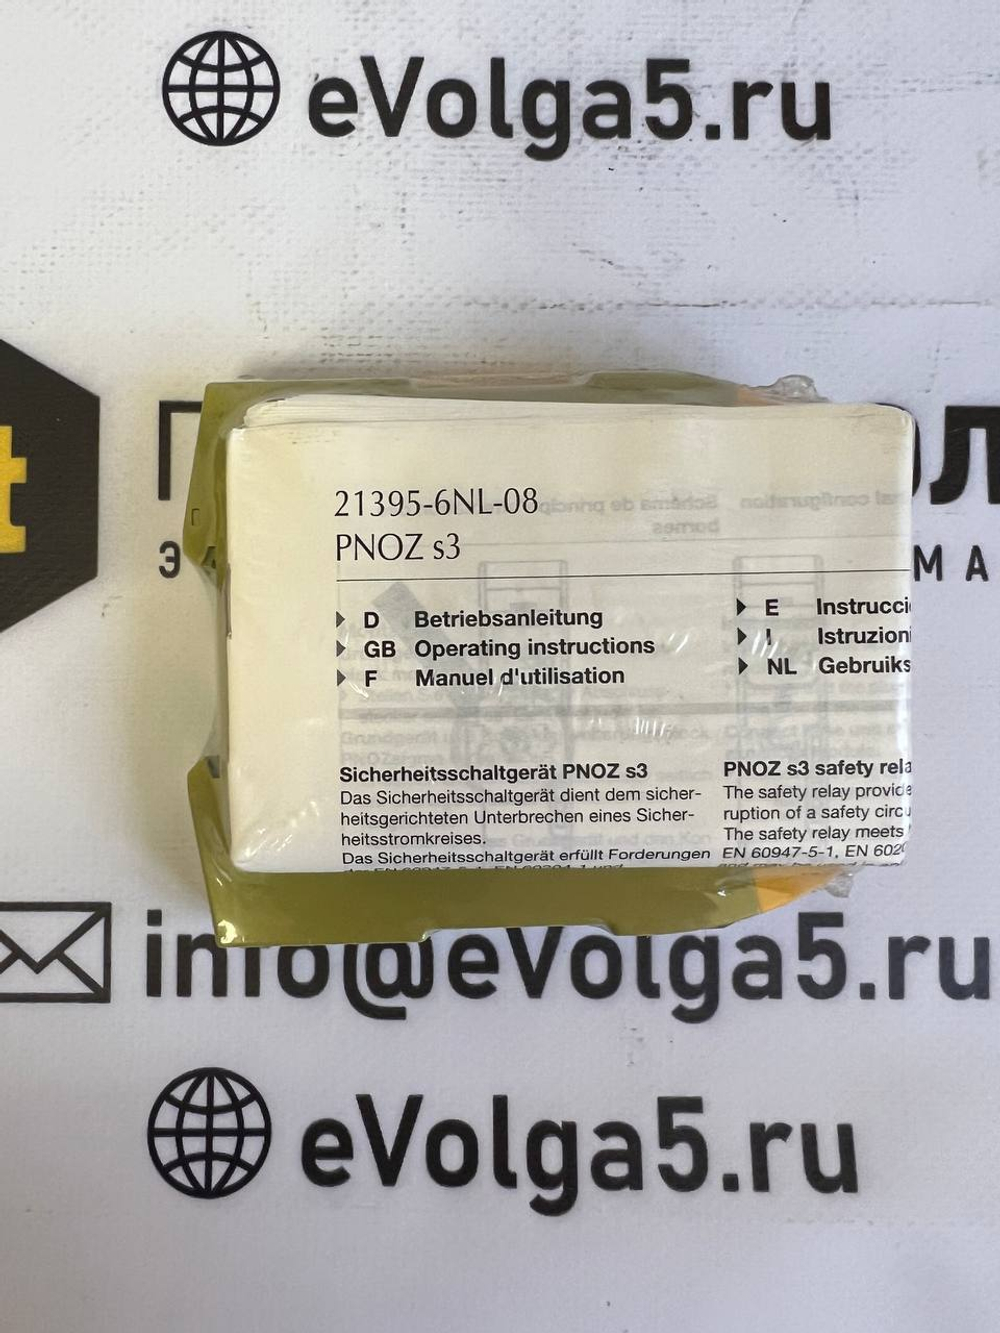 eVolga5.ru
21395-6NL-08
PNOZ s3
D Betriebsanleitung
GB Operating instructions
F Manuel d'utilisation
E Instrucci
I Istruzioni
NL Gebruiks
Sicherheitsschaltgerät PNOZ s3
Das Sicherheitsschaltgerät dient dem sicher-
heitsgerichteten Unterbrechen eines Sicher-
heitsstromkreises.
Das Sicherheitsschaltgerät erfüllt Forderungen
PNOZ s3 safety rela
The safety relay provide
ruption of a safety circu
The safety relay meets
EN 60947-5-1, EN 602
info@eVolga5.ru
eVolga5.ru